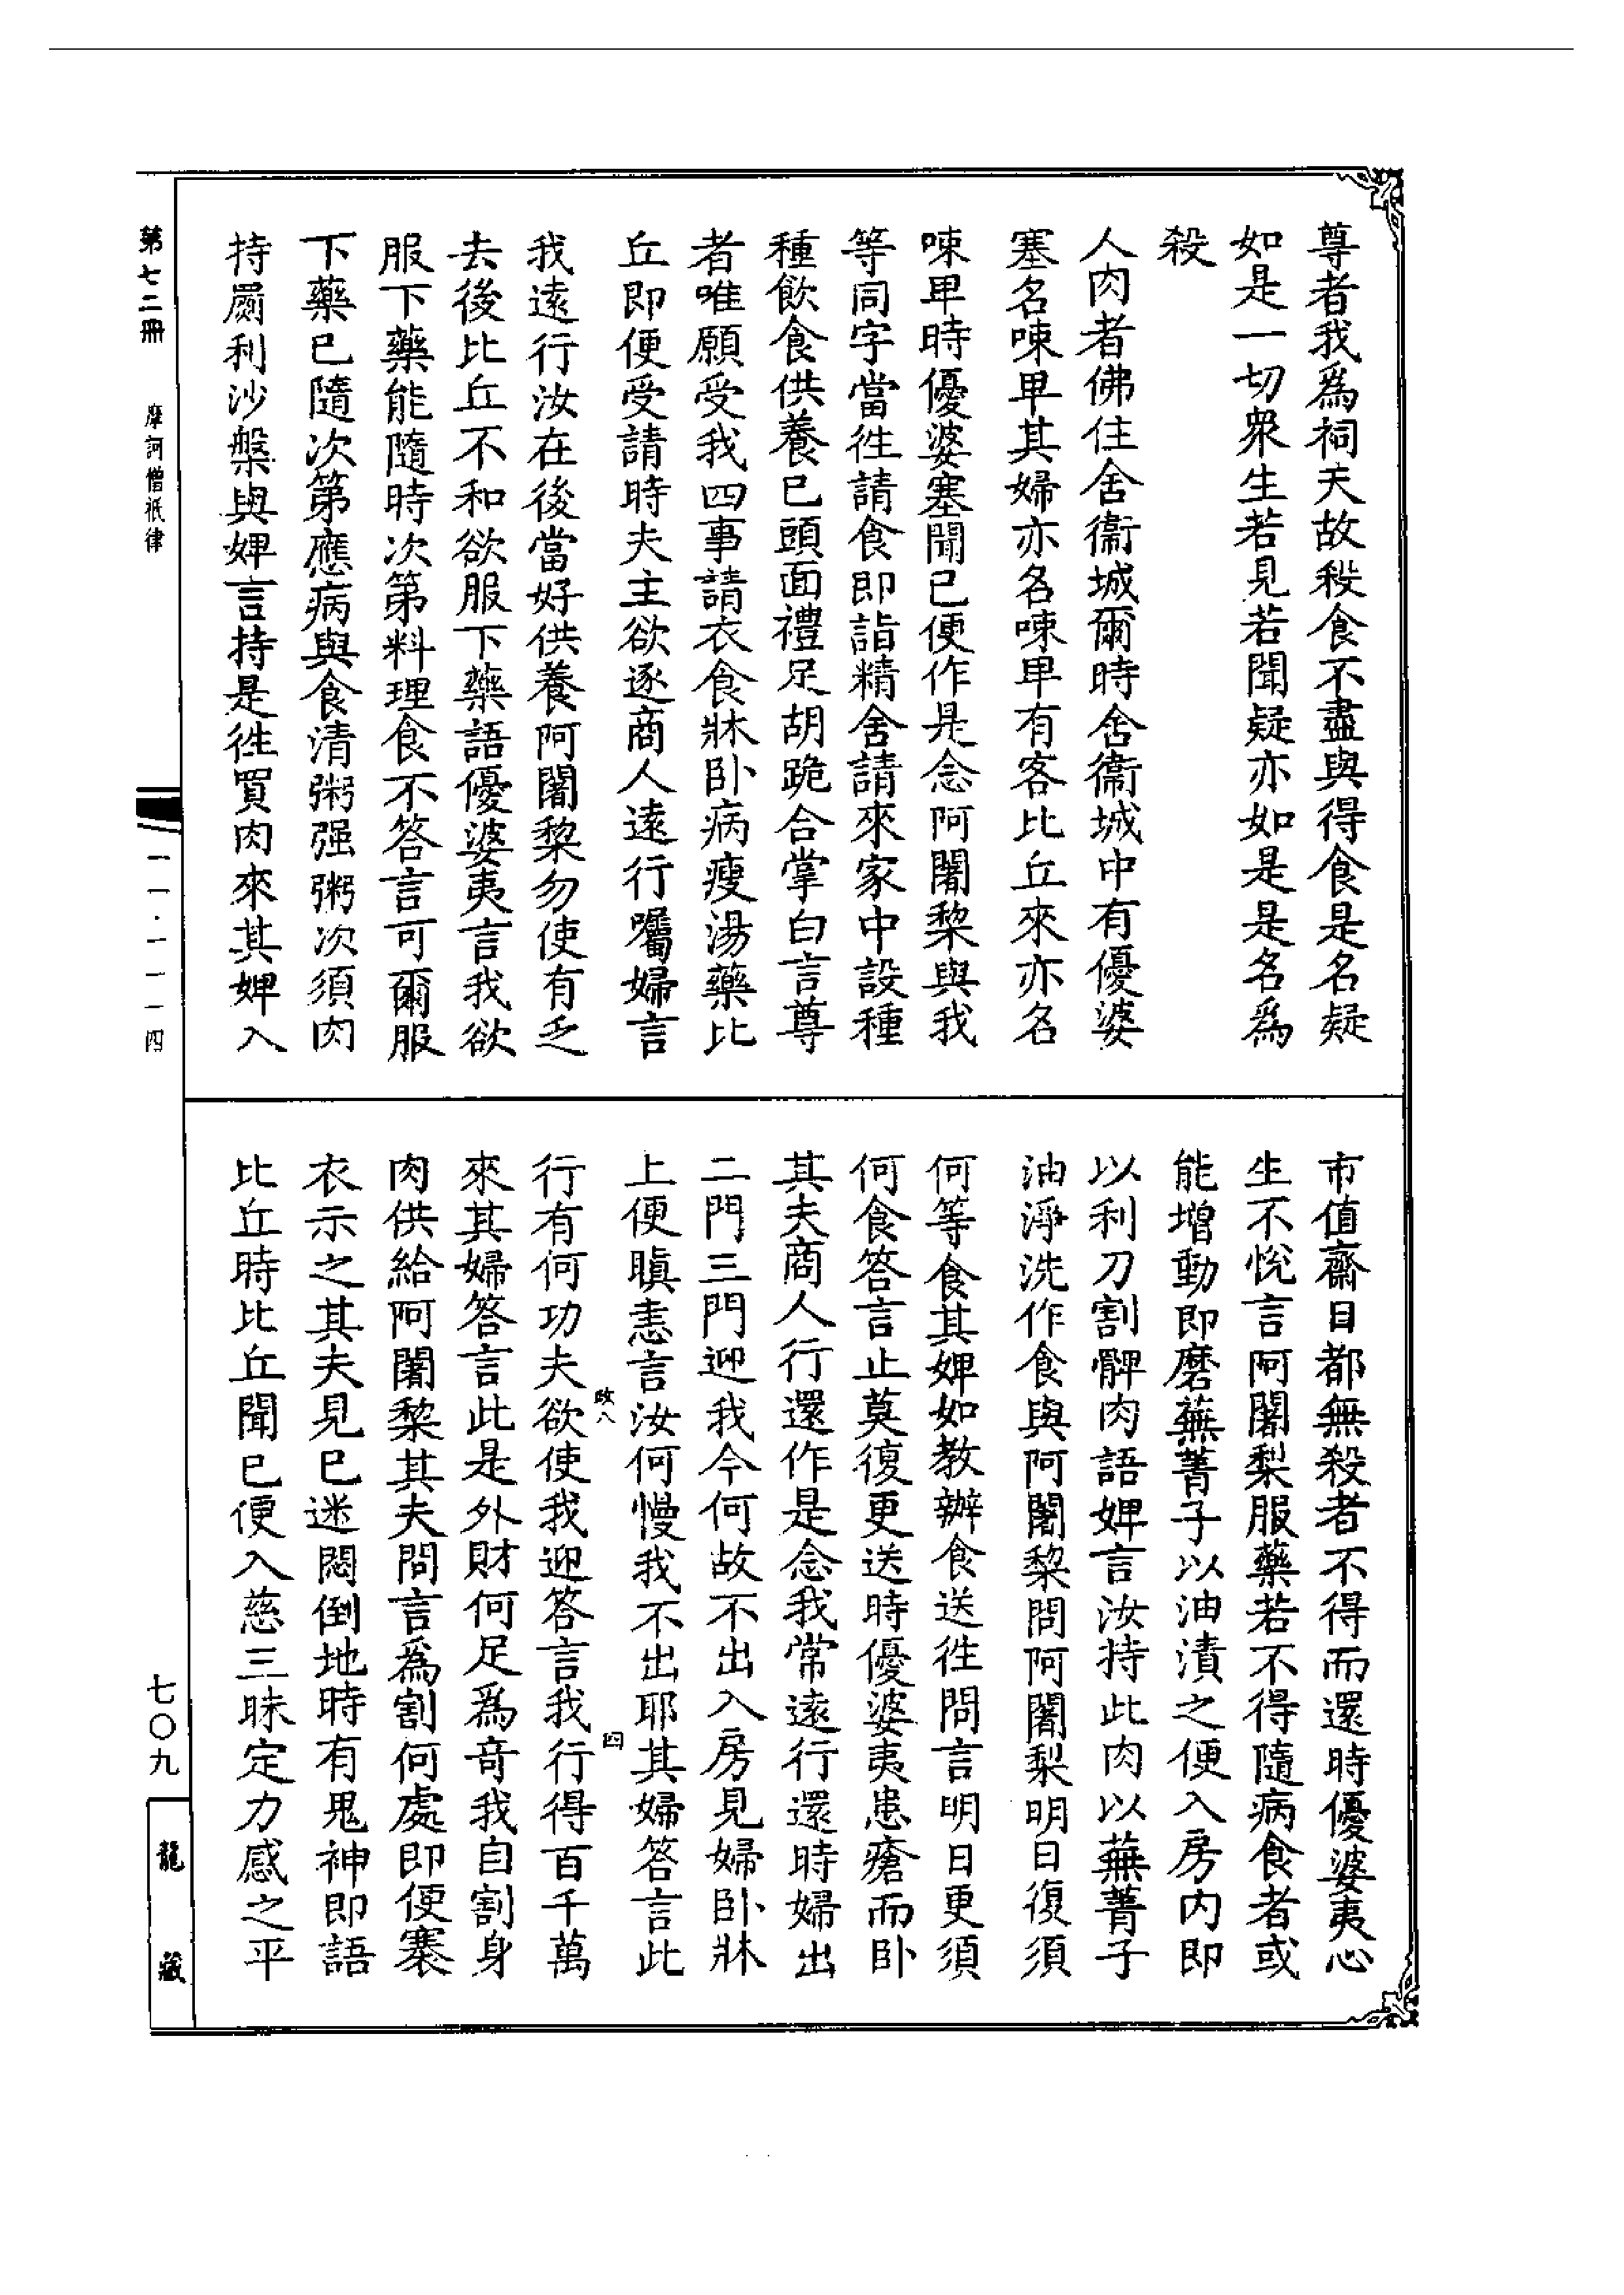 尊者我爲祠天故殺食不盡與得食是名疑
如是一切衆生若見若聞疑亦如是是名爲
殺
人肉者佛住舍衞城爾時舍衞城中有優婆
塞名㖨卑其婦亦名㖨卑有客比丘來亦名
㖨卑時優婆塞聞已便作是念阿闍黎與我
等同字當徃請食即詣精舍請來家中設種
種飲食供養已頭面禮足胡跪合掌白言尊
者唯願受我四事請衣食牀卧病瘦湯藥比
丘即便受請時夫主欲逐商人遠行囑婦言
我遠行汝在後當好供養阿闍黎勿使有乏
去後比丘不和欲服下藥語優婆夷言我欲
服下藥能隨時次第料理食不答言可爾服
下藥已隨次第應病與食清粥强粥次須肉
持罽利沙盤與婢言持是徃買肉來其婢入
市值齋日都無殺者不得而還時優婆夷心
生不悅言阿闍梨服藥若不得隨病食者或
能增動即磨蕪菁子以油漬之便入房内即
以利刀割髀肉語婢言汝持此肉以蕪菁子
油淨洗作食與阿闍黎問阿闍梨明日復須
何等食其婢如教辦食送徃問言明日更須
何食答言止莫復更送時優婆夷患瘡而卧
其夫商人行還作是念我常遠行還時婦出
二門三門迎我今何故不出入房見婦卧牀
上便瞋恚言汝何慢我不出耶其婦答言此
行有何功夫欲使我迎答言我行得百千萬
來其婦答言此是外財何足爲竒我自割身
肉供給阿闍黎其夫問言爲割何處即便褰
衣示之其夫見已迷悶倒地時有鬼神即語
比丘時比丘聞已便入慈三昧定力感之平
政八
四
第七二冊
摩訶僧祇律
一一·一一一四
七〇九
龍藏